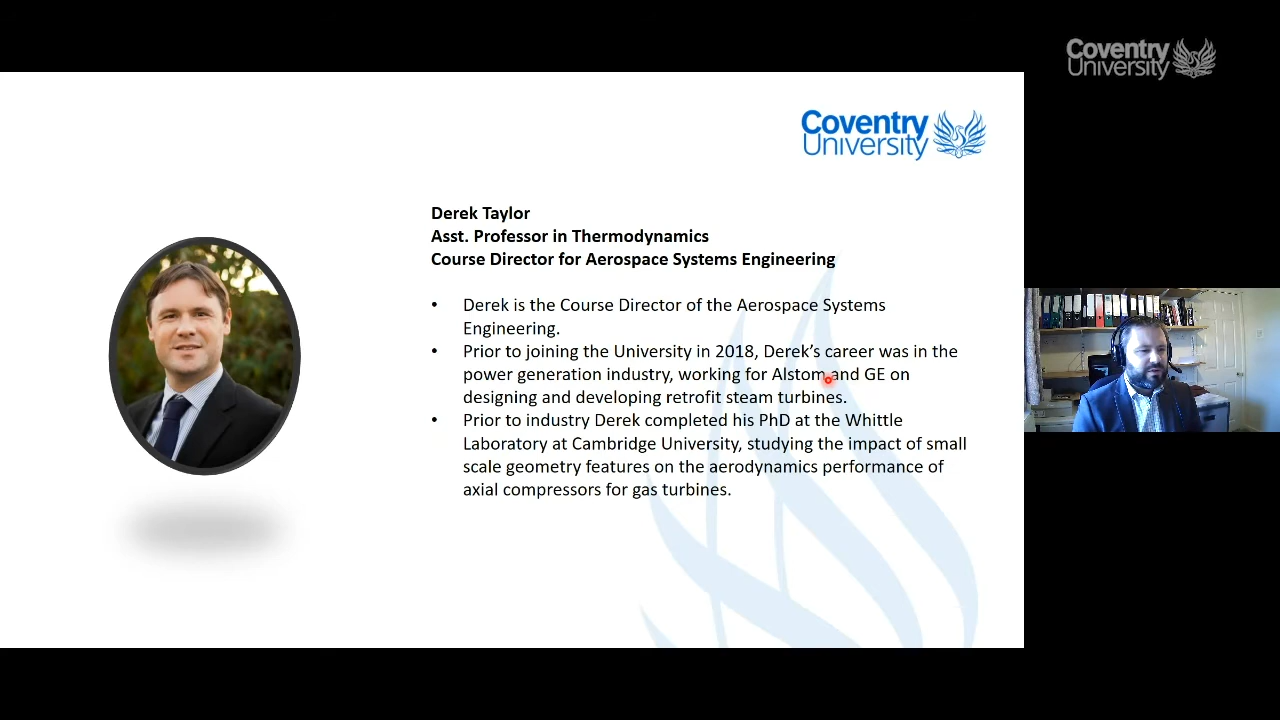 Coventry
University
Coventry
University
Derek Taylor
Asst. Professor in Thermodynamics
Course Director for Aerospace Systems Engineering
• Derek is the Course Director of the Aerospace Systems
Engineering.
• Prior to joining the University in 2018, Derek's career was in the
power generation industry, working for Alstom and GE on
designing and developing retrofit steam turbines.
• Prior to industry Derek completed his PhD at the Whittle
Laboratory at Cambridge University, studying the impact of small
scale geometry features on the aerodynamics performance of
axial compressors for gas turbines.